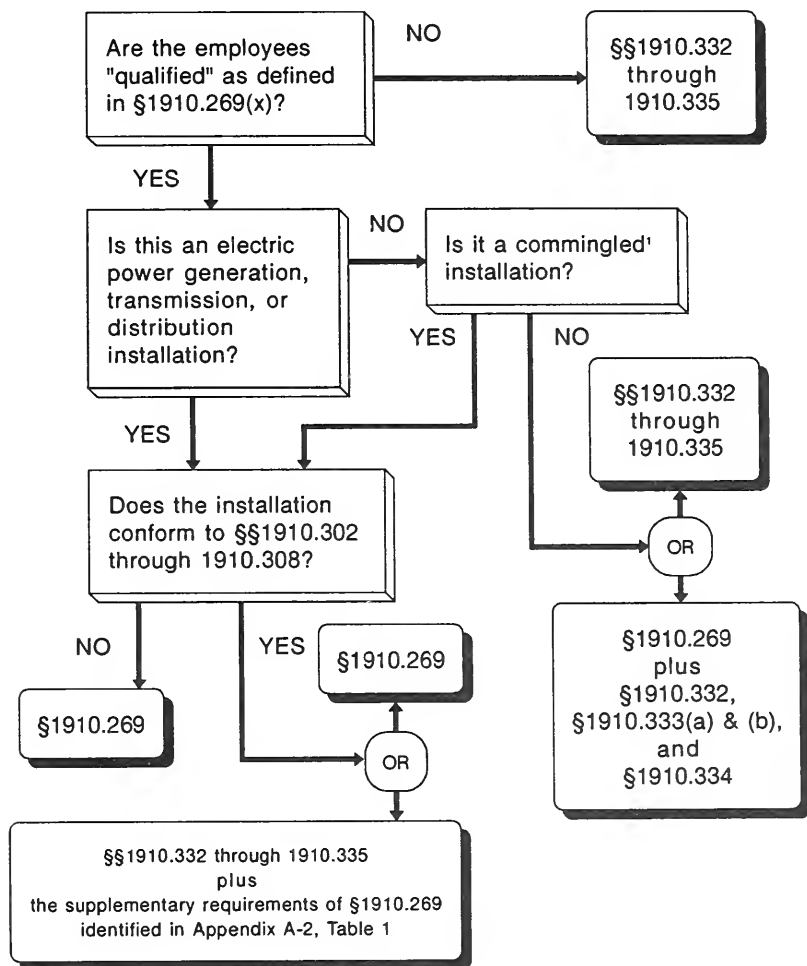 Are the employees
"qualified" as defined
in §1910.269(x)?
NO
§§1910.332
through
1910.335
YES
Is this an electric
power generation,
transmission, or
distribution
installation?
NO
Is it a commingled¹
installation?
YES
NO
§§1910.332
through
1910.335
YES
Does the installation
conform to §§1910.302
through 1910.308?
OR
NO
YES
§1910.269
§1910.269
§1910.269
plus
§1910.332,
§1910.333(a) & (b),
and
§1910.334
OR
§§1910.332 through 1910.335
plus
the supplementary requirements of §1910.269
identified in Appendix A-2, Table 1